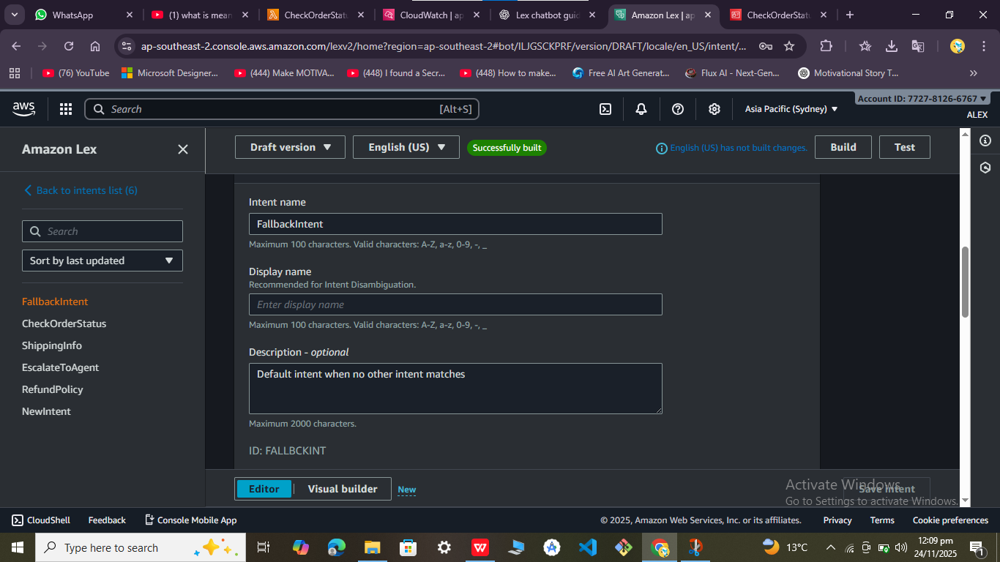 WhatsApp
(1) what is mean
CheckOrderStatu
CloudWatch | ap
Lex chatbot guid
Amazon Lex | ap
CheckOrderStatu
ap-southeast-2.console.aws.amazon.com/lexv2/home?region=ap-southeast-2#bot/ILJGSCKPRF/version/DRAFT/locale/en_US/intent/...
(76) YouTube
Microsoft Designer...
(444) Make MOTIVA...
(448) I found a Secr...
(448) How to make...
Free AI Art Generat...
Flux AI - Next-Gen...
Motivational Story T...
aws
Search
[Alt+S]
Asia Pacific (Sydney)
Account ID: 7727-8126-6767
ALEX
Amazon Lex
Draft version
English (US)
Successfully built
English (US) has not built changes.
Build
Test
Back to intents list (6)
Search
Sort by last updated
FallbackIntent
CheckOrderStatus
ShippingInfo
EscalateToAgent
RefundPolicy
NewIntent
Intent name
FallbackIntent
Maximum 100 characters. Valid characters: A-Z, a-z, 0-9, -, _
Display name
Recommended for Intent Disambiguation.
Enter display name
Maximum 100 characters. Valid characters: A-Z, a-z, 0-9, -, _
Description - optional
Default intent when no other intent matches
Maximum 2000 characters.
ID: FALLBCKINT
Editor
Visual builder
New
Save intent
Activate Windows
Go to Settings to activate Windows.
CloudShell
Feedback
Console Mobile App
© 2025, Amazon Web Services, Inc. or its affiliates.
Privacy
Terms
Cookie preferences
Type here to search
13°C
12:09 pm
24/11/2025
1